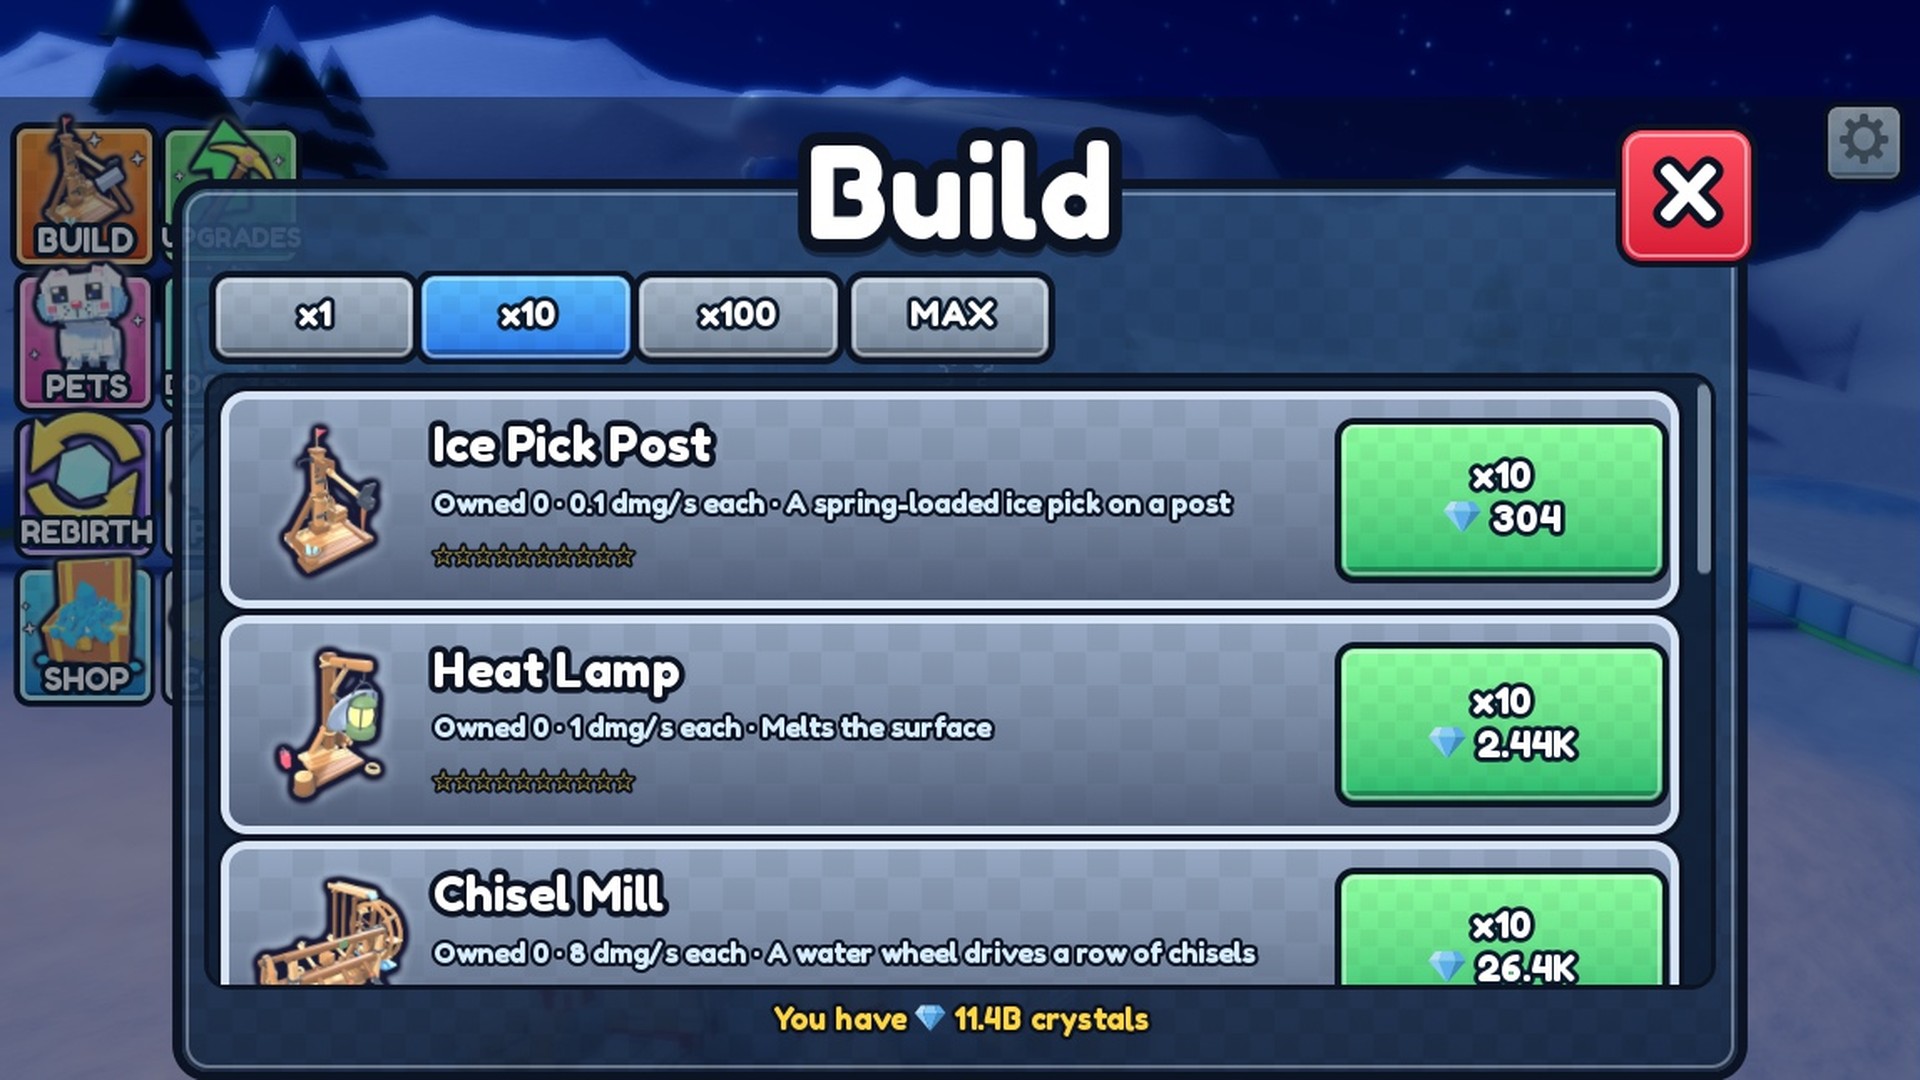 Build
BUILD
UPGRADES
x1
x10
x100
MAX
PETS
Ice Pick Post
Owned 0 · 0.1 dmg/s each · A spring-loaded ice pick on a post
☆☆☆☆☆☆☆☆☆☆
x10
304
REBIRTH
Heat Lamp
Owned 0 · 1 dmg/s each · Melts the surface
☆☆☆☆☆☆☆☆☆☆
x10
2.44K
SHOP
Chisel Mill
Owned 0 · 8 dmg/s each · A water wheel drives a row of chisels
x10
26.4K
You have 11.4B crystals